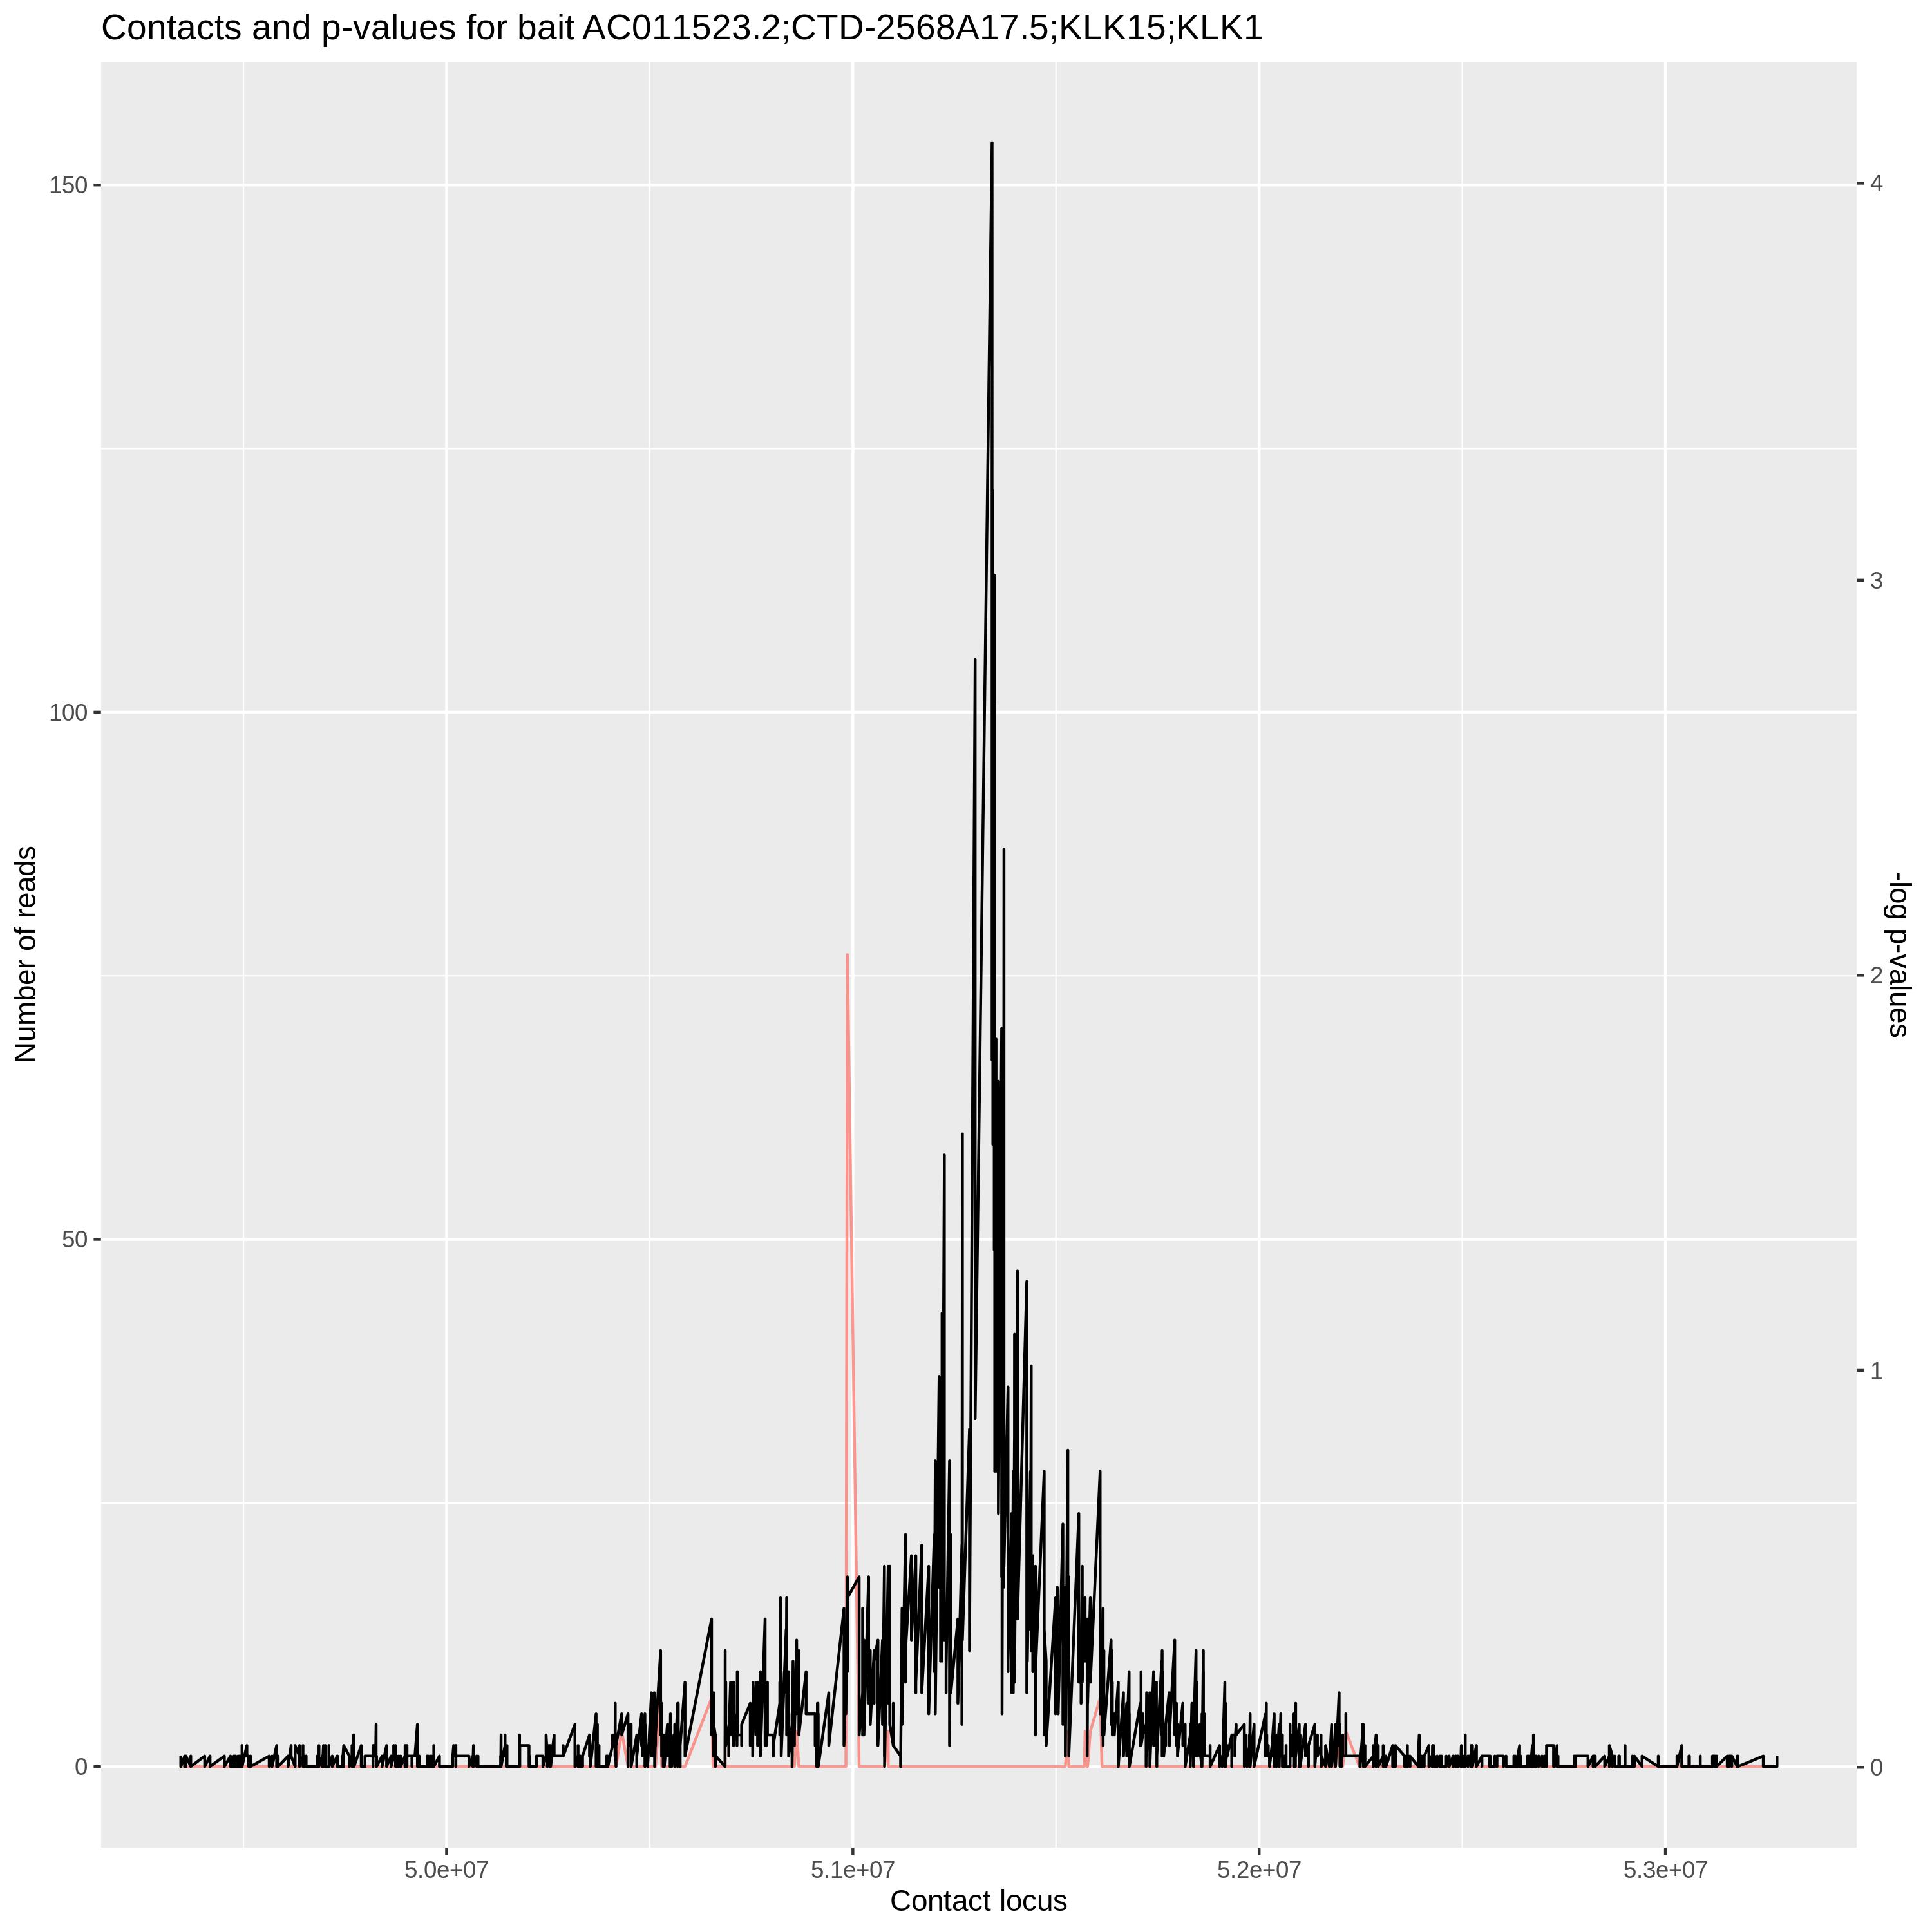 Contacts and p-values for bait AC011523.2;CTD-2568A17.5;KLK15;KLK1
150
100
50
0
Number of reads
4
3
2
1
0
-log p-values
5.0e+07
5.1e+07
5.2e+07
5.3e+07
Contact locus